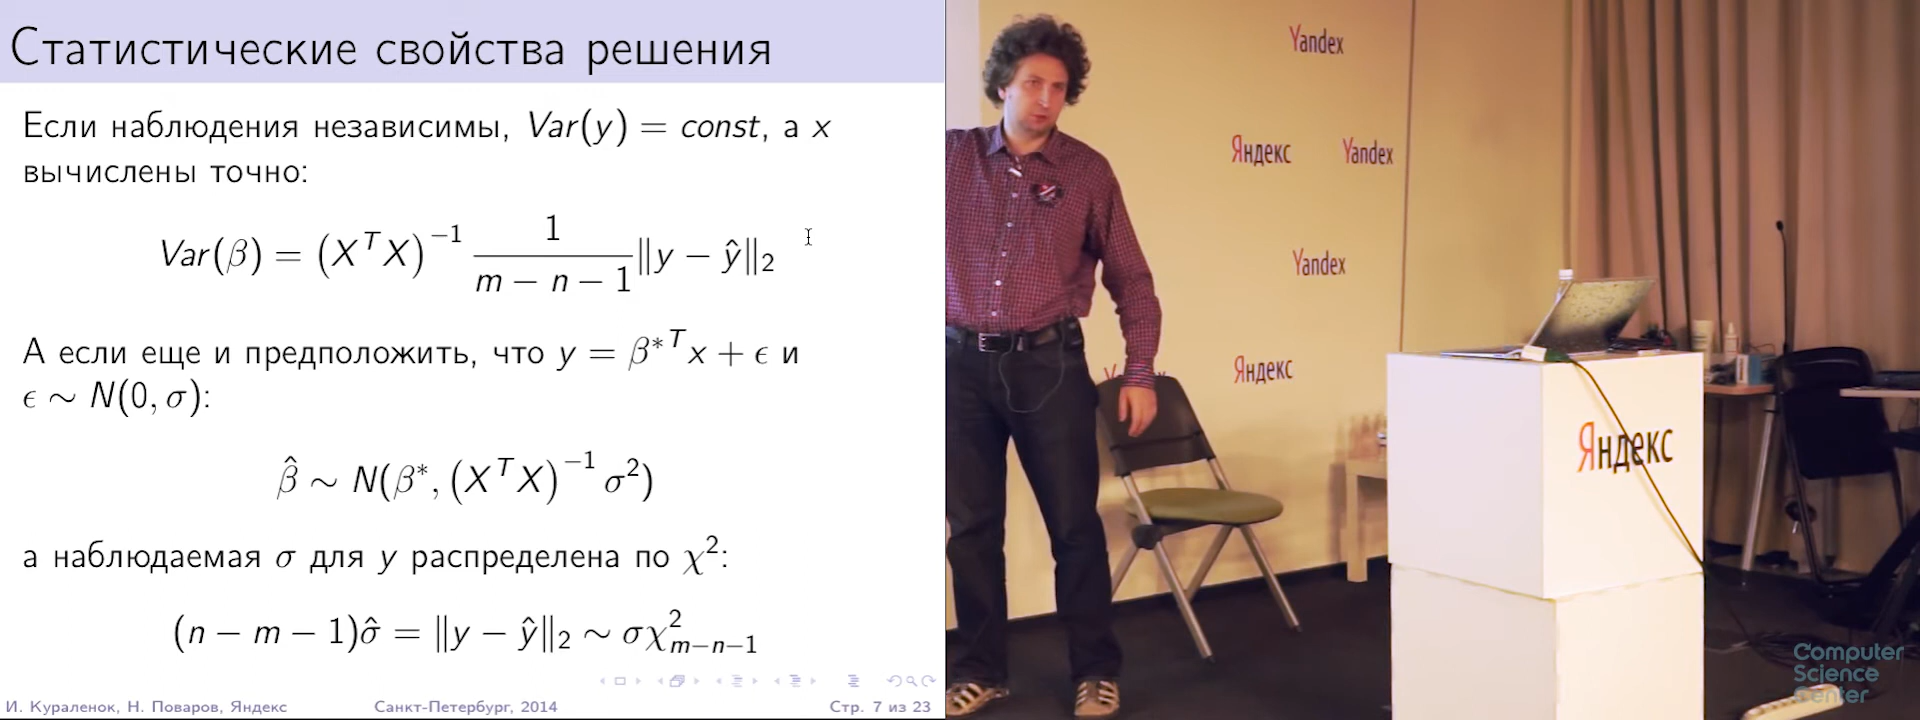 Статистические свойства решения
Если наблюдения независимы, Var(y) = const, а x
вычислены точно:
Var(β) = (X^T X)^{-1} \frac{1}{m − n − 1} ‖y − ŷ‖_2
А если еще и предположить, что y = β*^T x + ϵ и
ϵ ∼ N(0, σ):
β̂ ∼ N(β*, (X^T X)^{-1} σ^2)
а наблюдаемая σ для y распределена по χ^2:
(n − m − 1)σ̂ = ‖y − ŷ‖_2 ∼ σχ^2_{m−n−1}
И. Кураленок, Н. Поваров, Яндекс Санкт-Петербург, 2014 Стр. 7 из 23
Yandex
Яндекс Yandex
Yandex
Яндекс
Яндекс
Computer
Science
Center